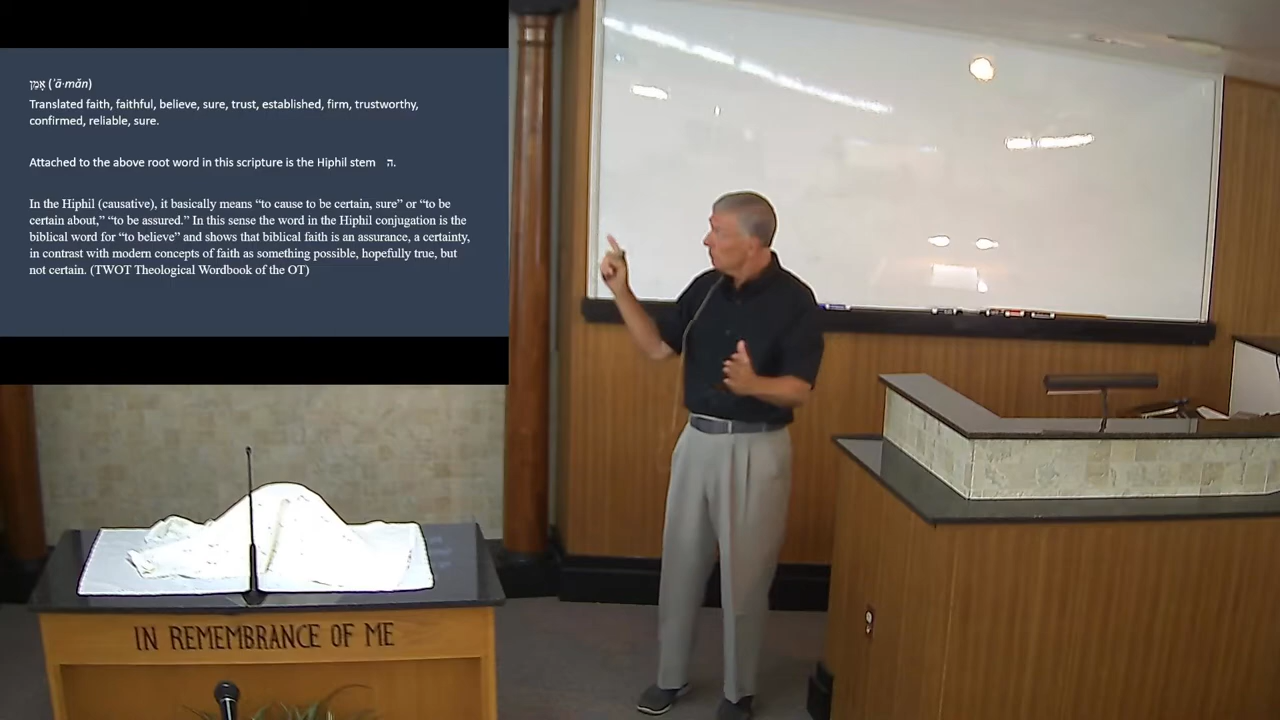 אָמַן (ʾā·mǎn)
Translated faith, faithful, believe, sure, trust, established, firm, trustworthy,
confirmed, reliable, sure.
Attached to the above root word in this scripture is the Hiphil stem ה.
In the Hiphil (causative), it basically means “to cause to be certain, sure” or “to be
certain about,” “to be assured.” In this sense the word in the Hiphil conjugation is the
biblical word for “to believe” and shows that biblical faith is an assurance, a certainty,
in contrast with modern concepts of faith as something possible, hopefully true, but
not certain. (TWOT Theological Wordbook of the OT)
IN REMEMBRANCE OF ME